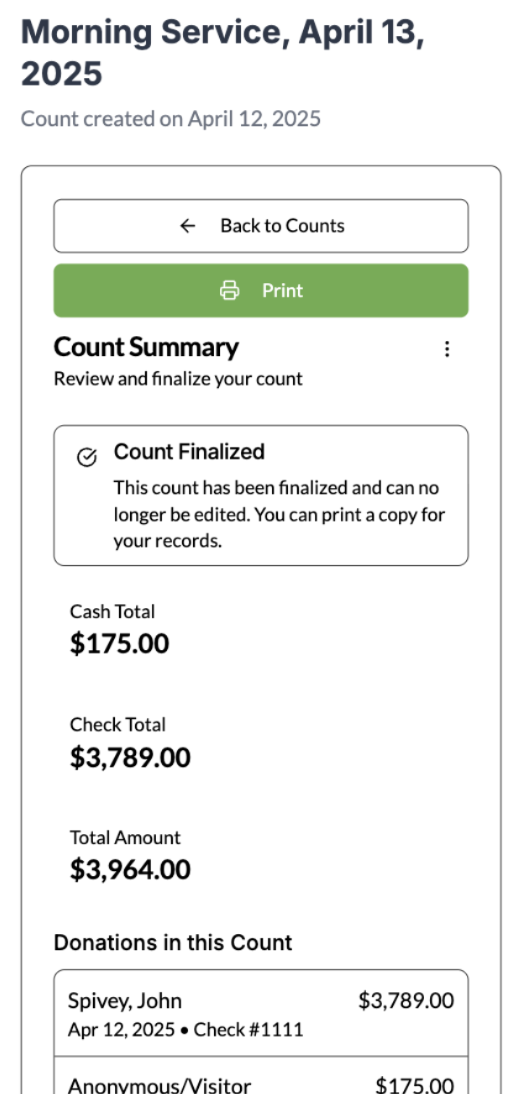 Morning Service, April 13,
2025
Count created on April 12, 2025
Back to Counts
Print
Count Summary
Review and finalize your count
Count Finalized
This count has been finalized and can no
longer be edited. You can print a copy for
your records.
Cash Total
$175.00
Check Total
$3,789.00
Total Amount
$3,964.00
Donations in this Count
Spivey, John $3,789.00
Apr 12, 2025 • Check #1111
Anonymous/Visitor $175.00